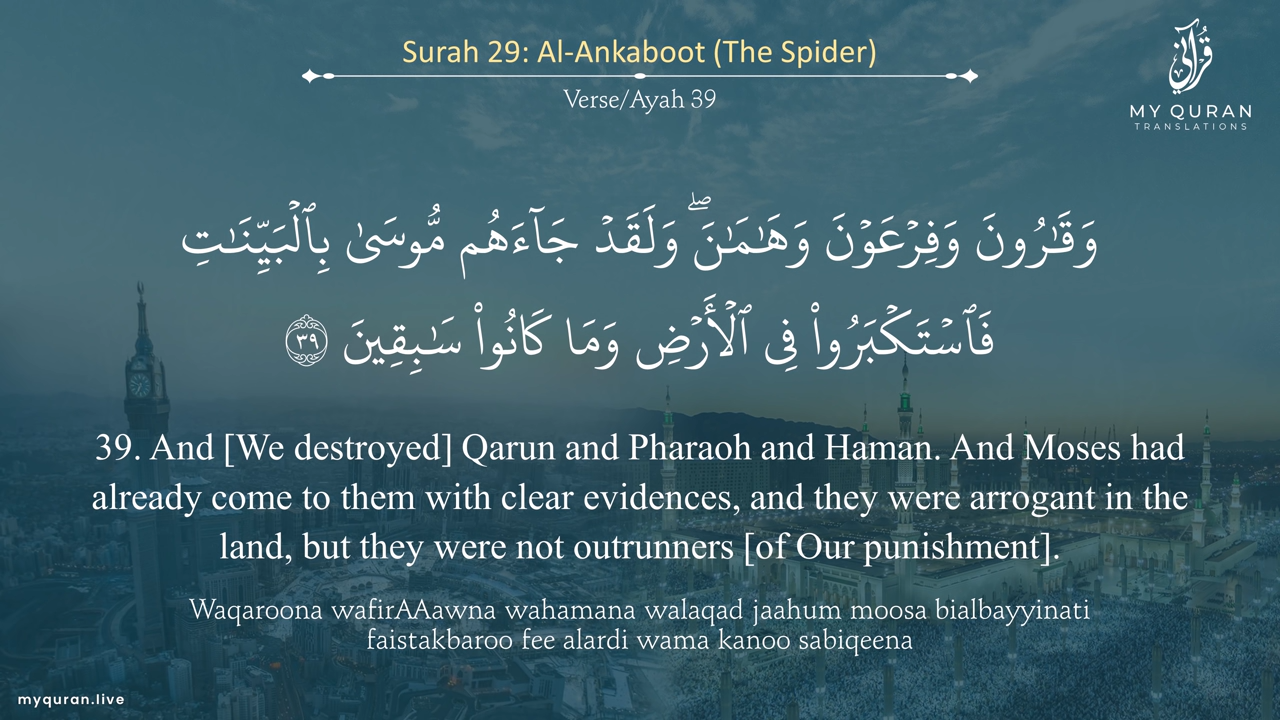 Surah 29: Al-Ankaboot (The Spider)
Verse/Ayah 39
قُرْآنِي
MY QURAN
TRANSLATIONS
وَقَـٰرُونَ وَفِرْعَوْنَ وَهَـٰمَـٰنَ ۖ وَلَقَدْ جَآءَهُم مُّوسَىٰ بِٱلْبَيِّنَـٰتِ
فَٱسْتَكْبَرُوا۟ فِى ٱلْأَرْضِ وَمَا كَانُوا۟ سَـٰبِقِينَ ٣٩
39. And [We destroyed] Qarun and Pharaoh and Haman. And Moses had
already come to them with clear evidences, and they were arrogant in the
land, but they were not outrunners [of Our punishment].
Waqaroona wafirAAawna wahamana walaqad jaahum moosa bialbayyinati
faistakbaroo fee alardi wama kanoo sabiqeena
myquran.live